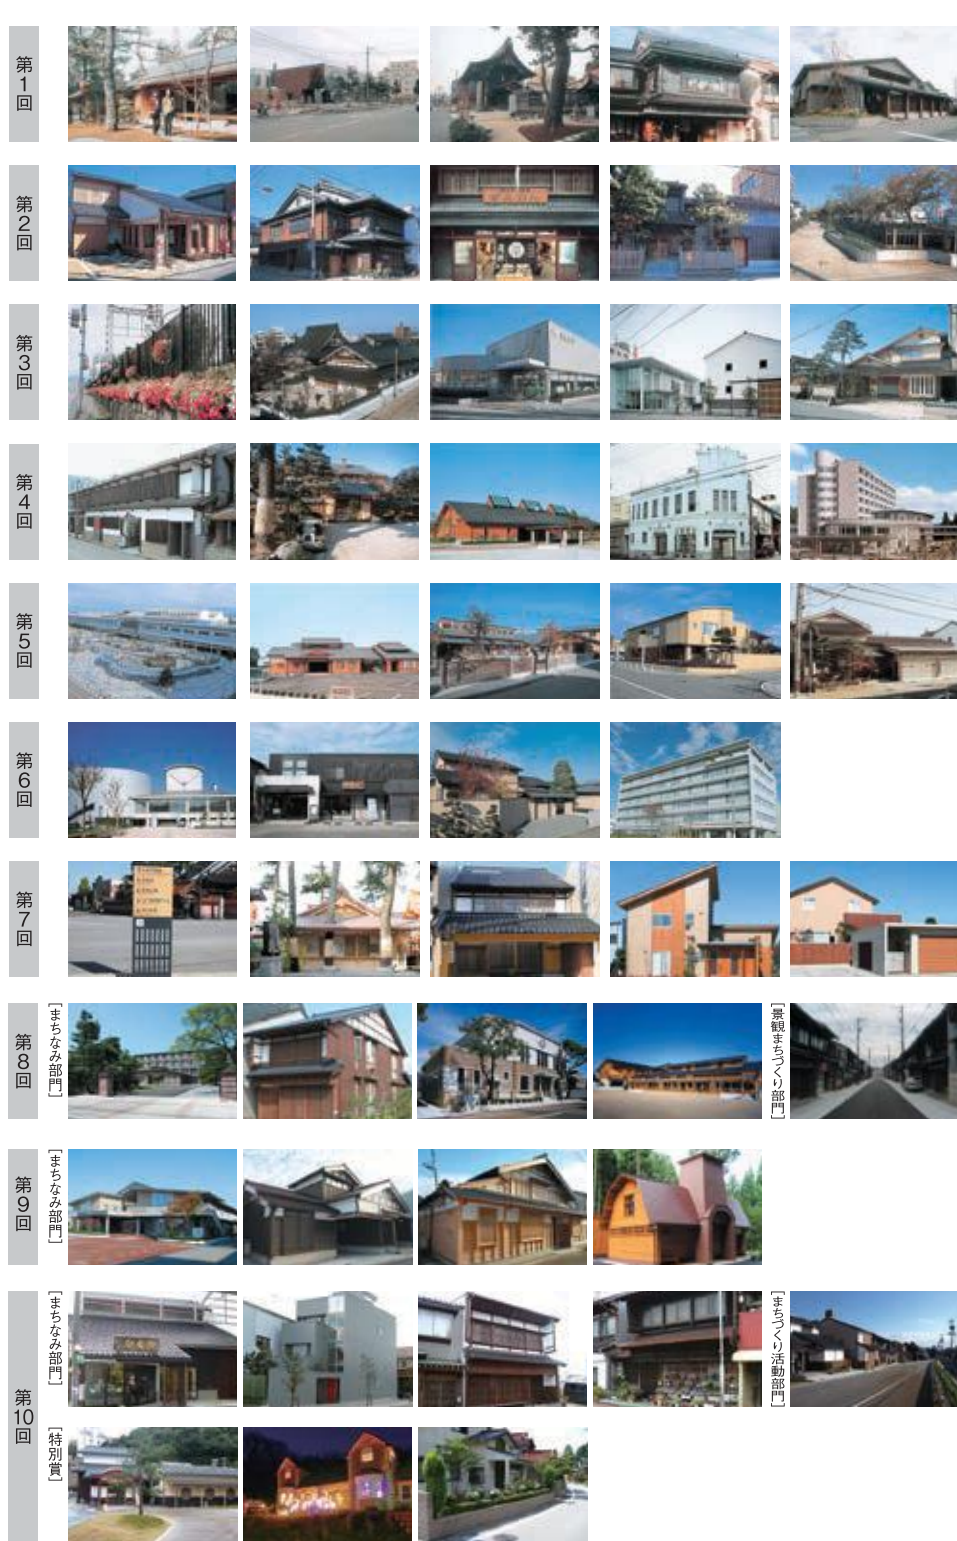 第1回
第2回
第3回
第4回
第5回
第6回
第7回
第8回
[まちなみ部門]
[景観まちづくり部門]
第9回
[まちなみ部門]
第10回
[まちなみ部門]
[まちづくり活動部門]
[特別賞]